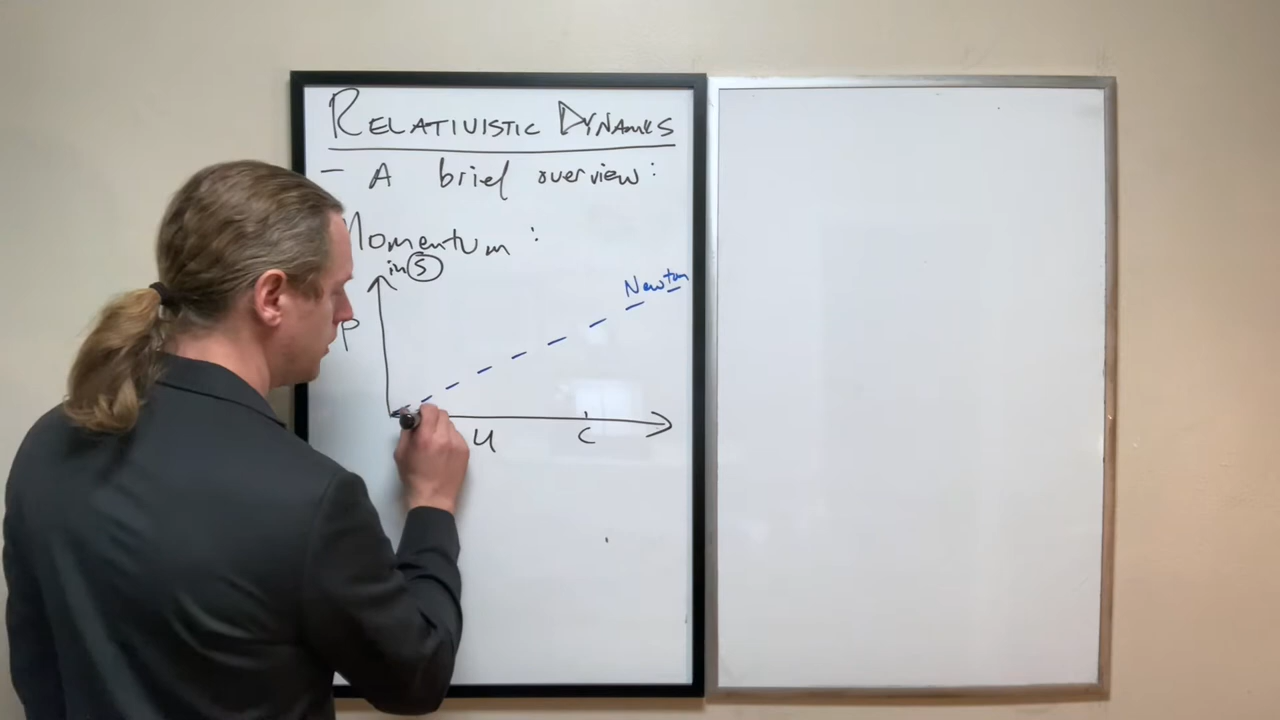 RELATIVISTIC DYNAMICS
- A brief overview:
Momentum:
in S
Newton
P
u c